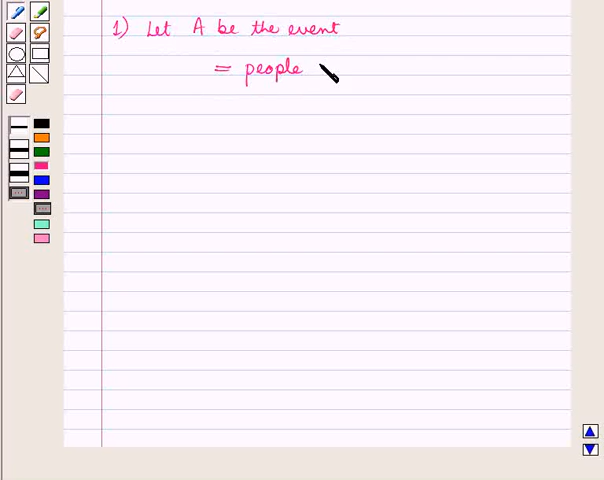 1) Let A be the event
= people